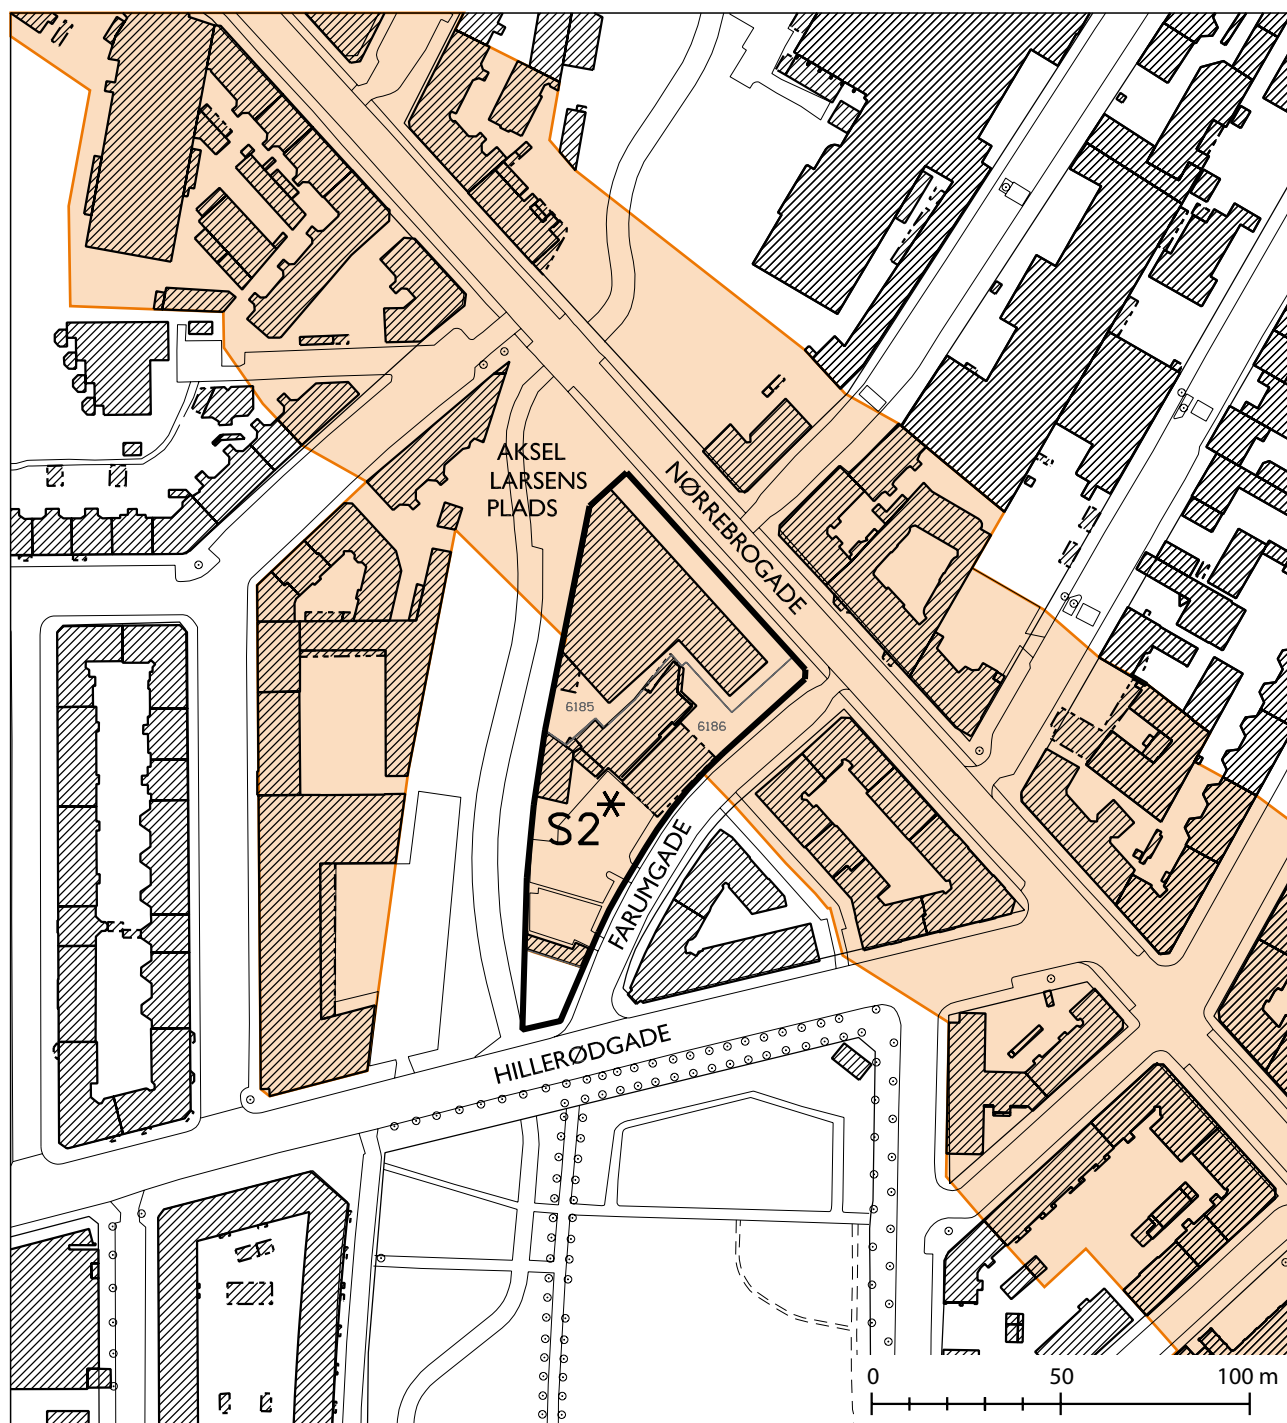 AKSEL
LARSENS
PLADS
NØRREBROGADE
6185
6186
S2*
FARUMGADE
HILLERØDGADE
0 50 100 m